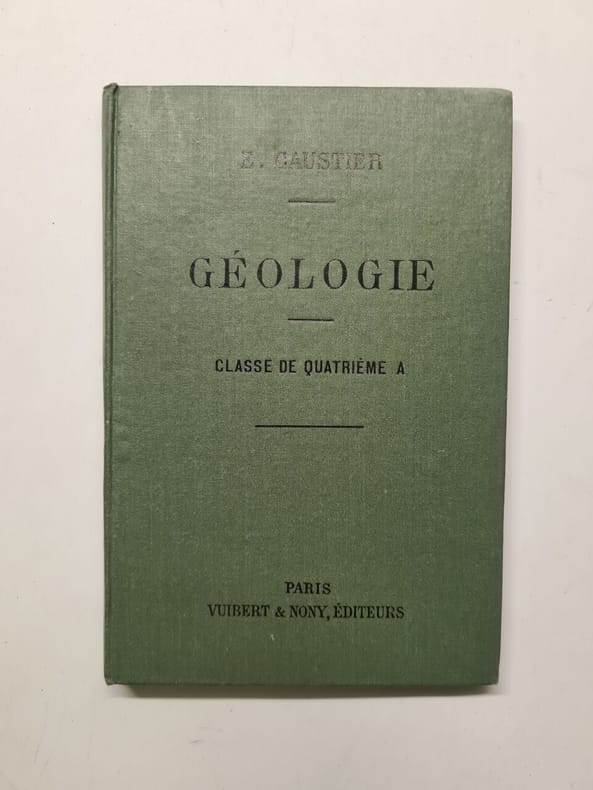 E. CAUSTIER
GÉOLOGIE
CLASSE DE QUATRIÈME A
PARIS
VUIBERT & NONY, ÉDITEURS